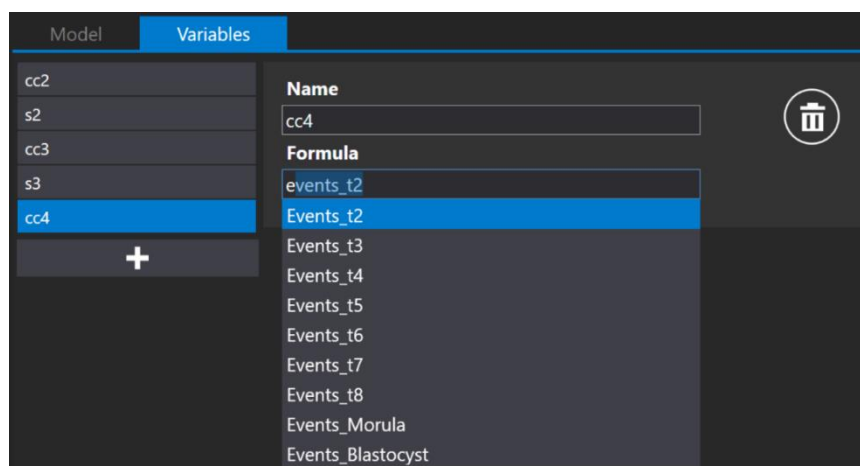 Model Variables
cc2
s2
cc3
s3
cc4
Name
cc4
Formula
events_t2
Events_t2
Events_t3
Events_t4
Events_t5
Events_t6
Events_t7
Events_t8
Events_Morula
Events_Blastocyst